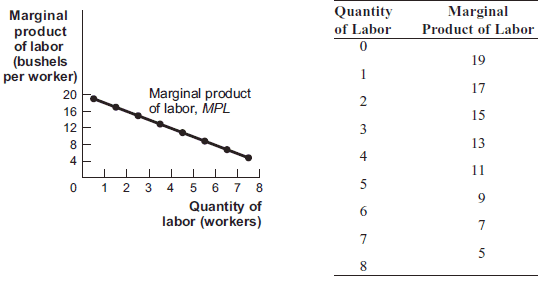 Marginal
product
of labor
(bushels
per worker)
20
16
12
8
4
0 1 2 3 4 5 6 7 8
Marginal product
of labor, MPL
Quantity of
labor (workers)
Quantity Marginal
of Labor Product of Labor
0
19
1
17
2
15
3
13
4
11
5
9
6
7
7
5
8